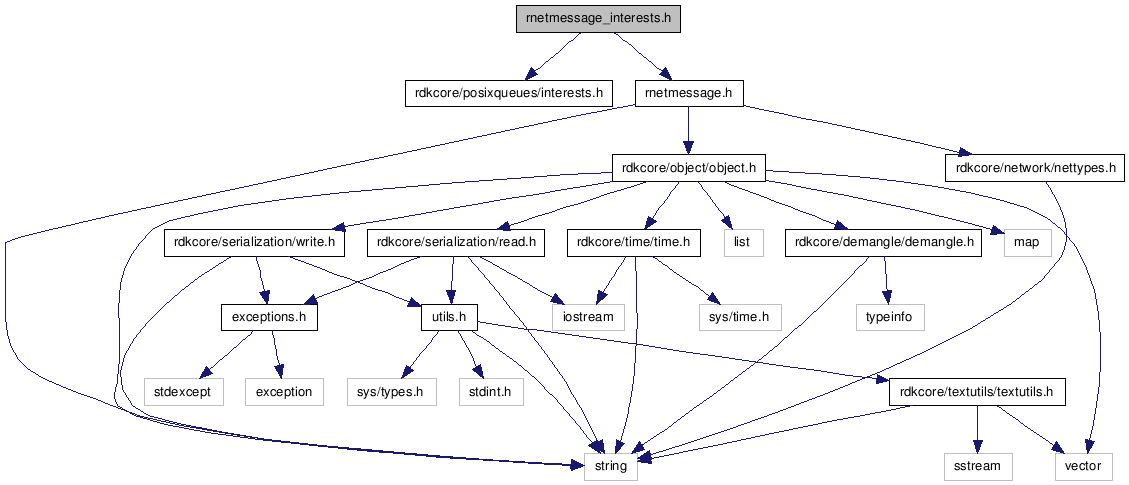 rnetmessage_interests.h
rdkcore/posixqueues/interests.h
rnetmessage.h
rdkcore/object/object.h
rdkcore/network/nettypes.h
rdkcore/serialization/write.h
rdkcore/serialization/read.h
rdkcore/time/time.h
list
rdkcore/demangle/demangle.h
map
exceptions.h
utils.h
iostream
sys/time.h
typeinfo
stdexcept
exception
sys/types.h
stdint.h
rdkcore/textutils/textutils.h
string
sstream
vector